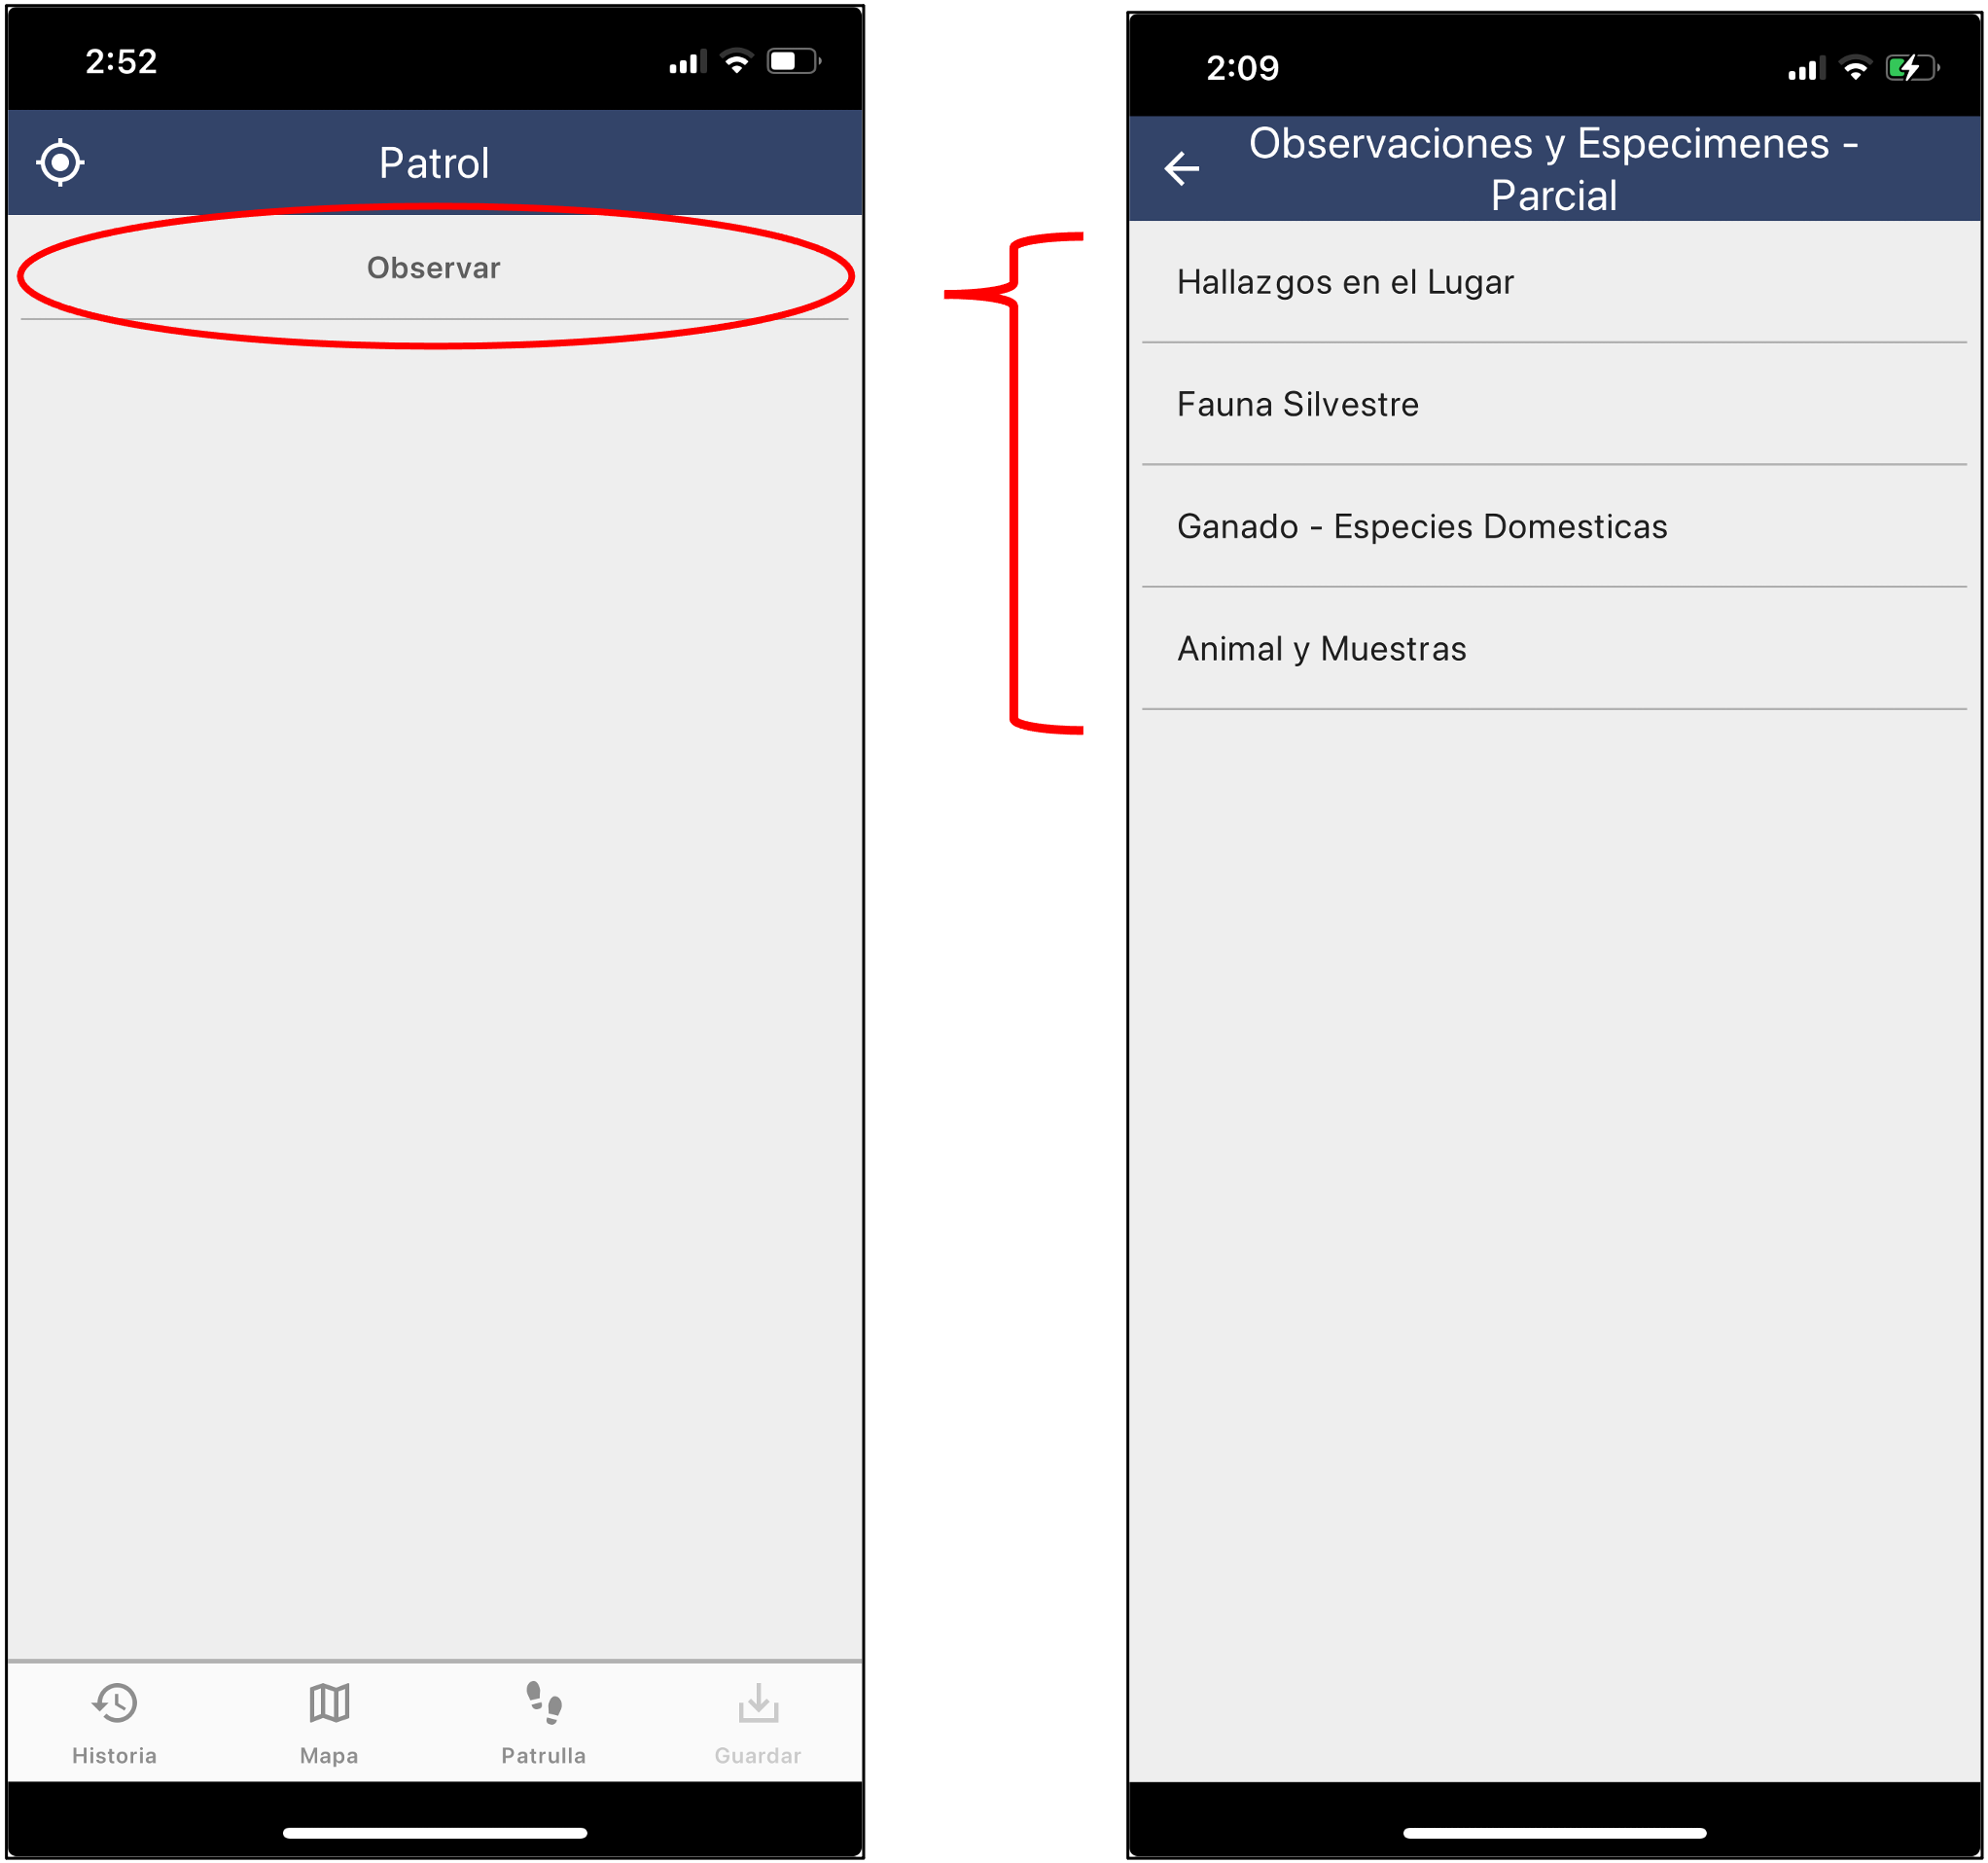 2:52
Patrol
Observar
Historia
Mapa
Patrulla
Guardar
2:09
Observaciones y Especimenes -
Parcial
Hallazgos en el Lugar
Fauna Silvestre
Ganado - Especies Domesticas
Animal y Muestras